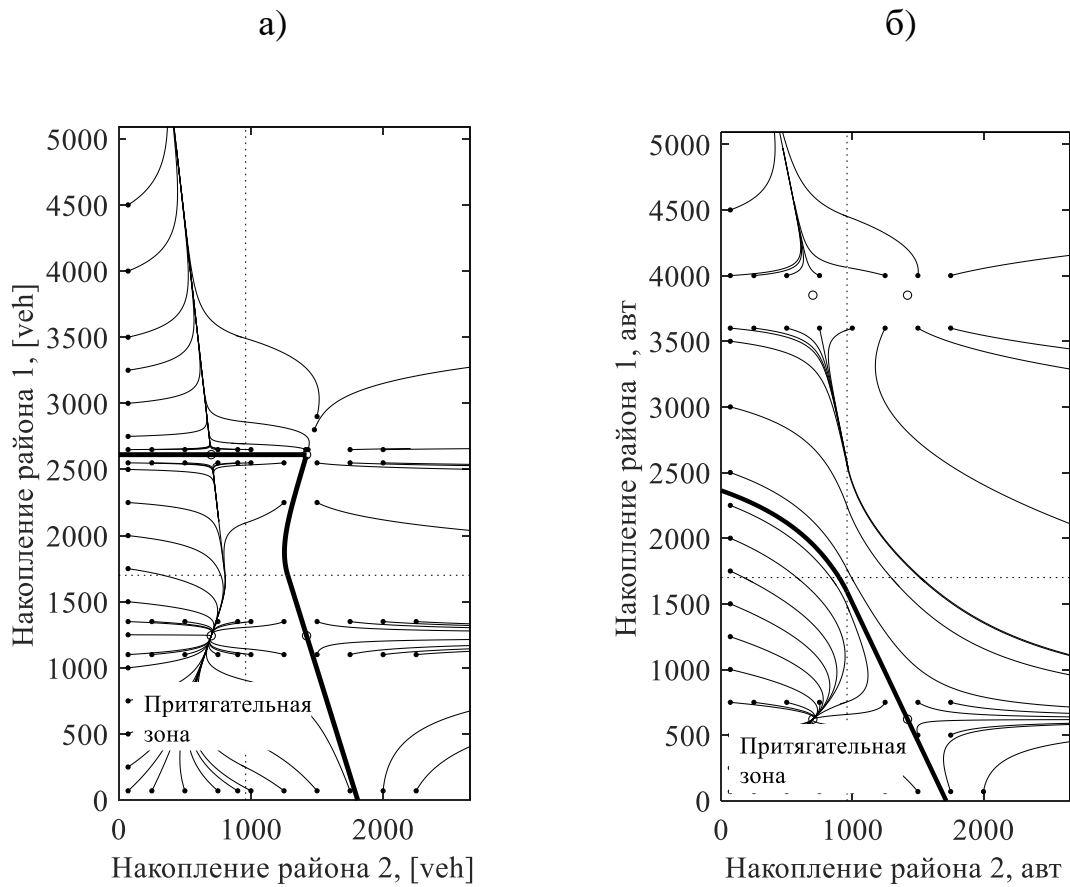 а)
б)
5000
4500
4000
3500
3000
2500
2000
1500
1000
500
0
0
1000
2000
Накопление района 1, [veh]
Накопление района 2, [veh]
Притягательная
зона
5000
4500
4000
3500
3000
2500
2000
1500
1000
500
0
0
1000
2000
Накопление района 1, авт
Накопление района 2, авт
Притягательная
зона